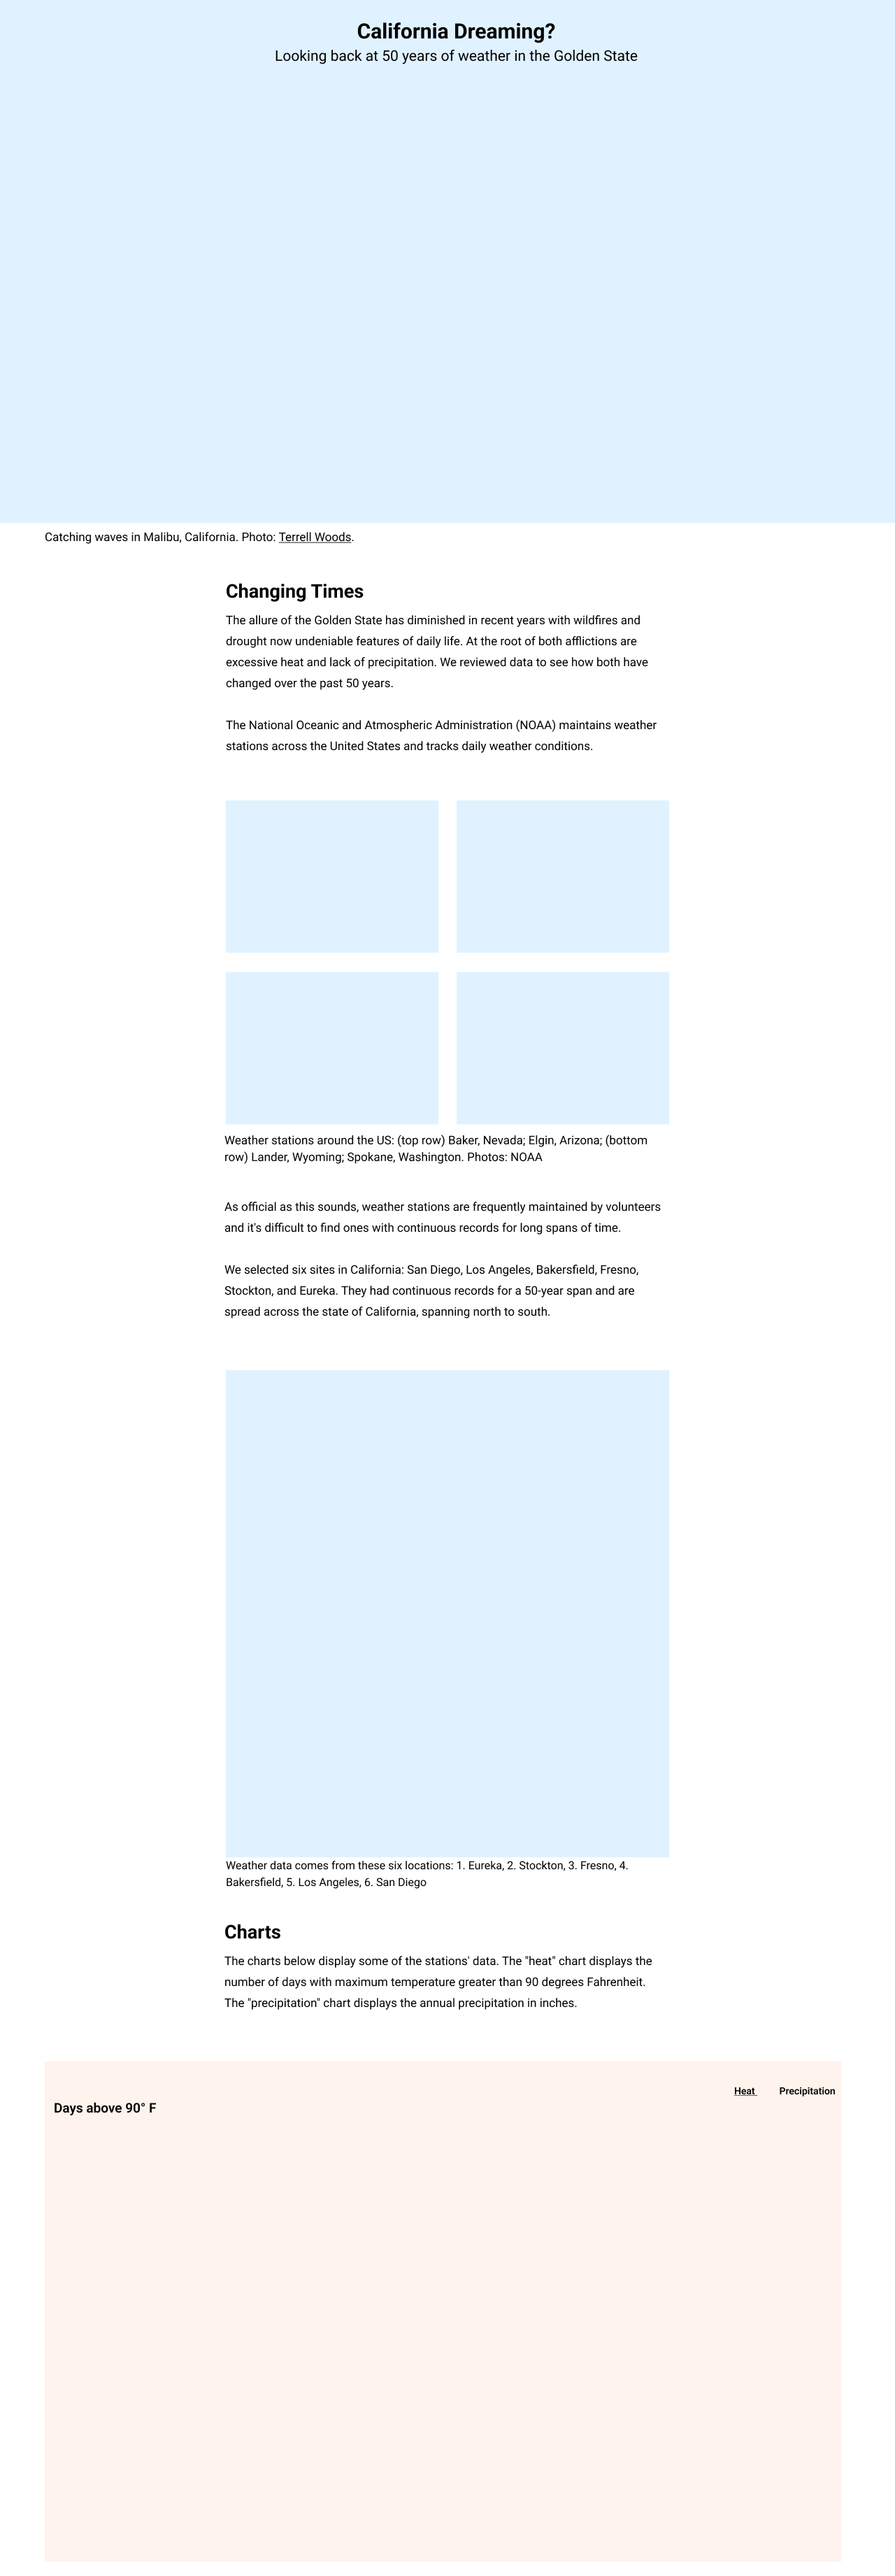 California Dreaming?
Looking back at 50 years of weather in the Golden State
Catching waves in Malibu, California. Photo: Terrell Woods.
Changing Times
The allure of the Golden State has diminished in recent years with wildfires and
drought now undeniable features of daily life. At the root of both afflictions are
excessive heat and lack of precipitation. We reviewed data to see how both have
changed over the past 50 years.
The National Oceanic and Atmospheric Administration (NOAA) maintains weather
stations across the United States and tracks daily weather conditions.
Weather stations around the US: (top row) Baker, Nevada; Elgin, Arizona; (bottom
row) Lander, Wyoming; Spokane, Washington. Photos: NOAA
As official as this sounds, weather stations are frequently maintained by volunteers
and it's difficult to find ones with continuous records for long spans of time.
We selected six sites in California: San Diego, Los Angeles, Bakersfield, Fresno,
Stockton, and Eureka. They had continuous records for a 50-year span and are
spread across the state of California, spanning north to south.
Weather data comes from these six locations: 1. Eureka, 2. Stockton, 3. Fresno, 4.
Bakersfield, 5. Los Angeles, 6. San Diego
Charts
The charts below display some of the stations' data. The "heat" chart displays the
number of days with maximum temperature greater than 90 degrees Fahrenheit.
The "precipitation" chart displays the annual precipitation in inches.
Heat Precipitation
Days above 90° F